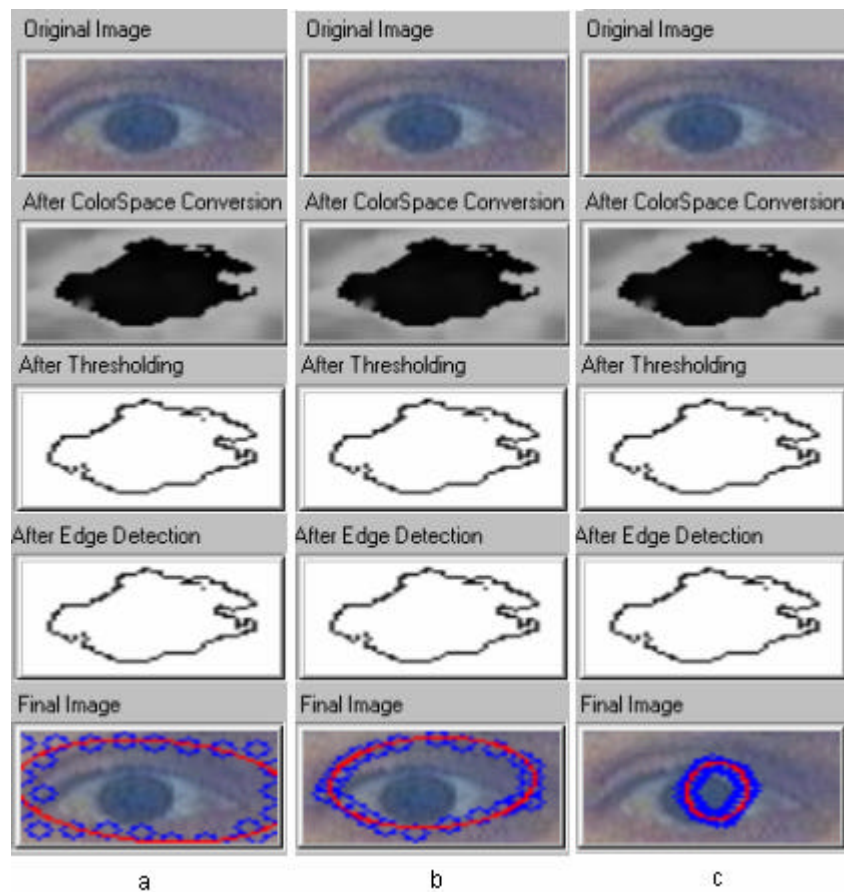 Original Image Original Image Original Image
After ColorSpace Conversion After ColorSpace Conversion After ColorSpace Conversion
After Thresholding After Thresholding After Thresholding
After Edge Detection After Edge Detection After Edge Detection
Final Image Final Image Final Image
a b c